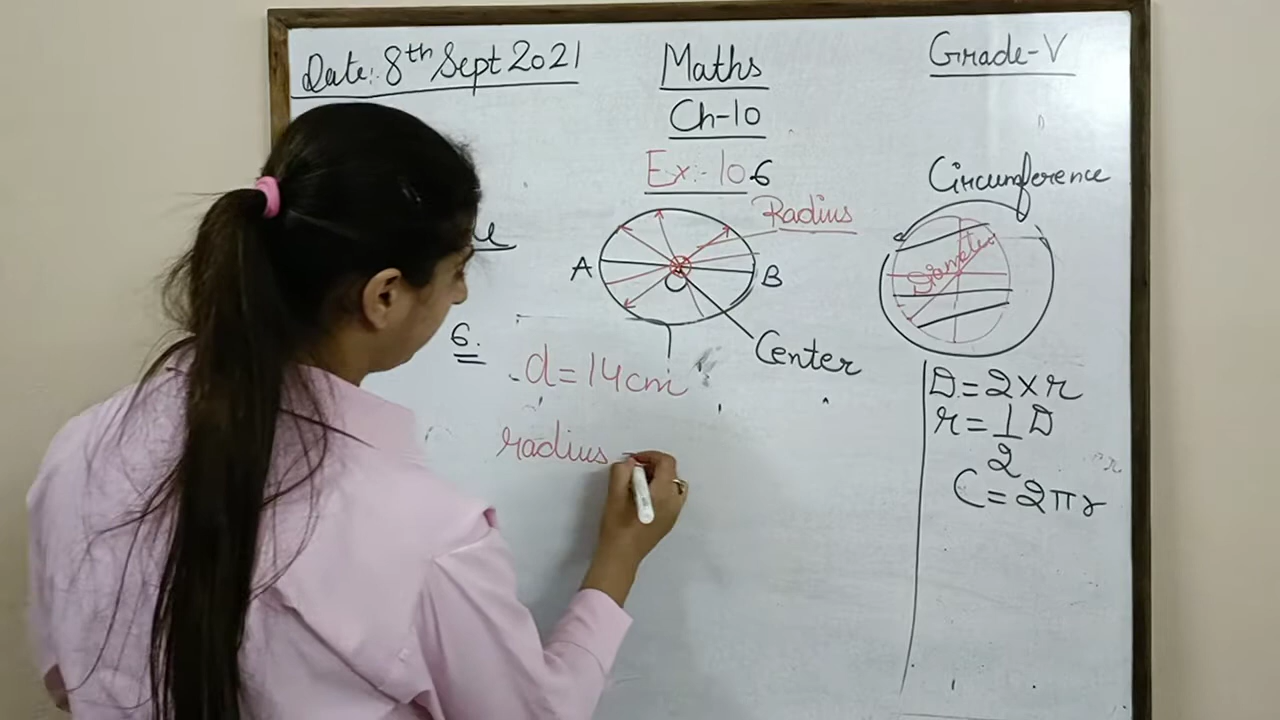 Date: 8th Sept 2021
Maths
Grade-V
Ch-10
Ex:-10.6
Circumference
Radius
A
B
Diameter
Center
6.
d=14cm
radius =
D=2×r
r=1/2 D
C=2πr